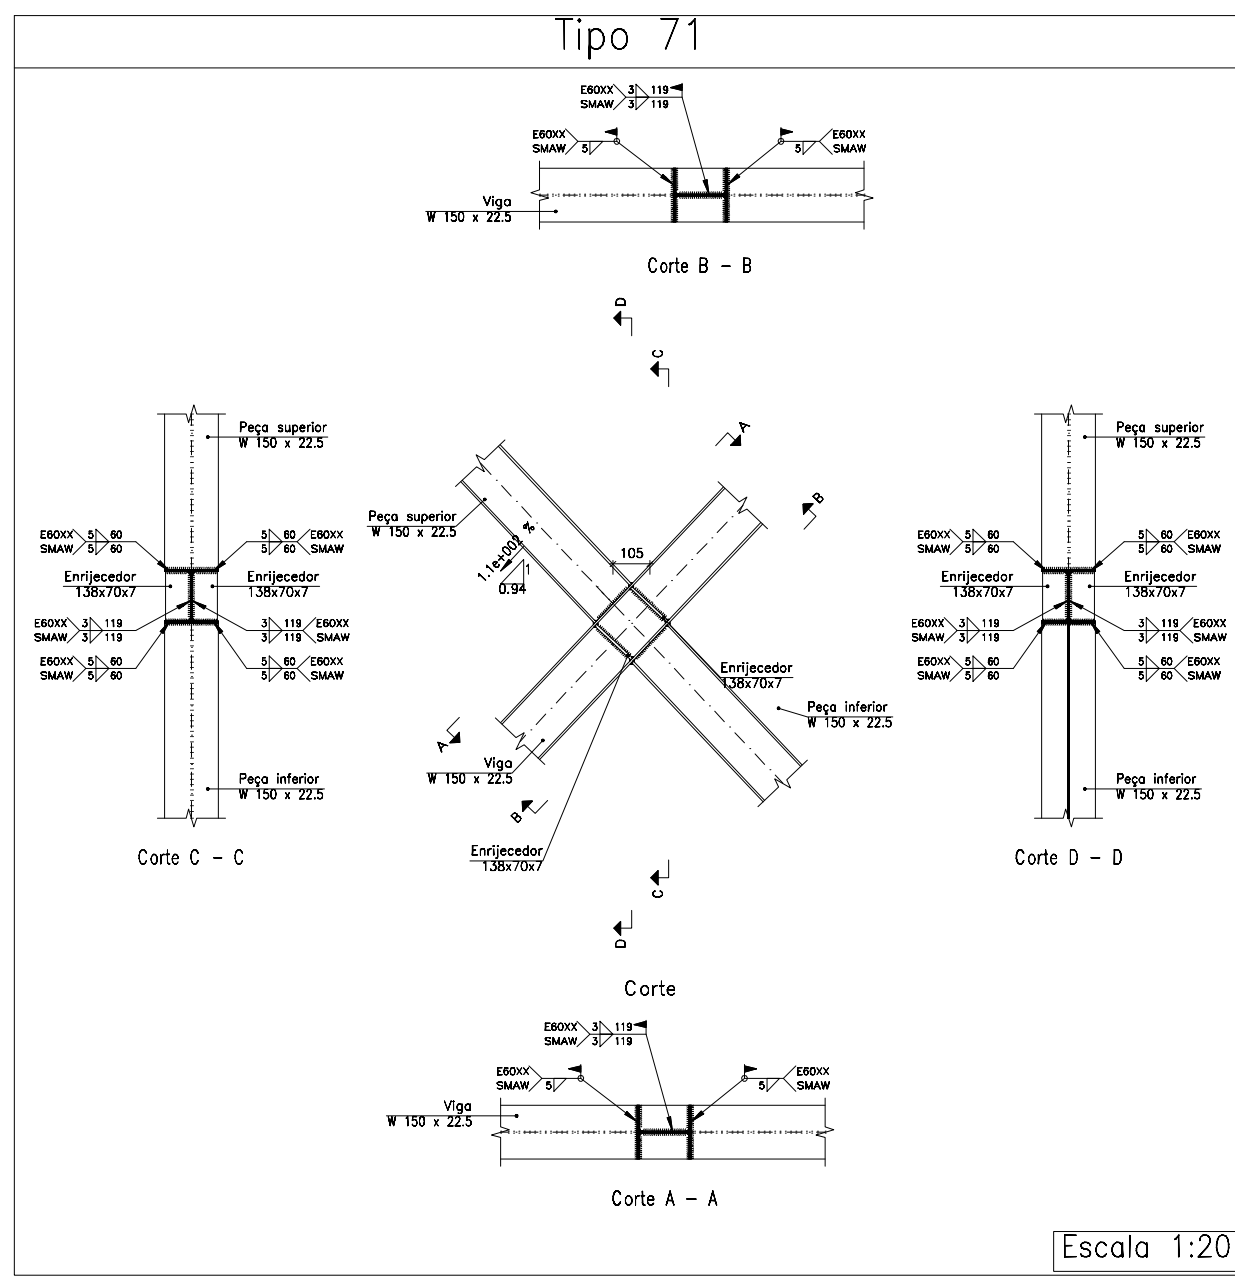 Tipo 71
E60XX 3 119
SMAW 3 119
E60XX
SMAW 5
E60XX
5 SMAW
Viga
W 150 x 22.5
Corte B - B
D
C
A
B
Peça superior
W 150 x 22.5
E60XX 5 60
SMAW 5 60
5 60 E60XX
5 60 SMAW
Enrijecedor
138x70x7
Enrijecedor
138x70x7
E60XX 3 119
SMAW 3 119
3 119 E60XX
3 119 SMAW
E60XX 5 60
SMAW 5 60
5 60 E60XX
5 60 SMAW
Peça inferior
W 150 x 22.5
Corte C - C
Peça superior
W 150 x 22.5
1.1e+002 %
1
0.94
105
Enrijecedor
138x70x7
Peça inferior
W 150 x 22.5
A
Viga
W 150 x 22.5
B
Enrijecedor
138x70x7
C
D
Corte
Peça superior
W 150 x 22.5
E60XX 5 60
SMAW 5 60
5 60 E60XX
5 60 SMAW
Enrijecedor
138x70x7
Enrijecedor
138x70x7
E60XX 3 119
SMAW 3 119
3 119 E60XX
3 119 SMAW
E60XX 5 60
SMAW 5 60
5 60 E60XX
5 60 SMAW
Peça inferior
W 150 x 22.5
Corte D - D
E60XX 3 119
SMAW 3 119
E60XX
SMAW 5
E60XX
5 SMAW
Viga
W 150 x 22.5
Corte A - A
Escala 1:20